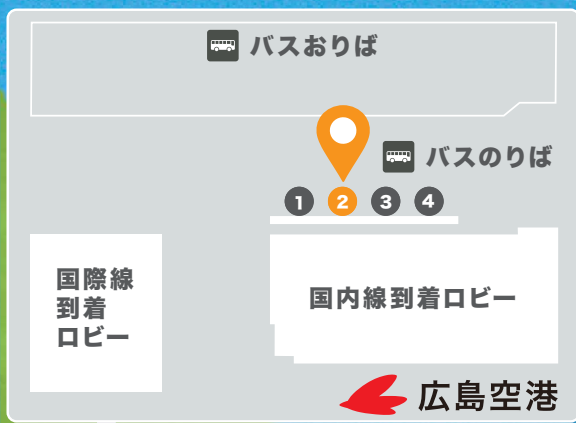 バスおりば
バスのりば
1 2 3 4
国際線
到着
ロビー
国内線到着ロビー
広島空港